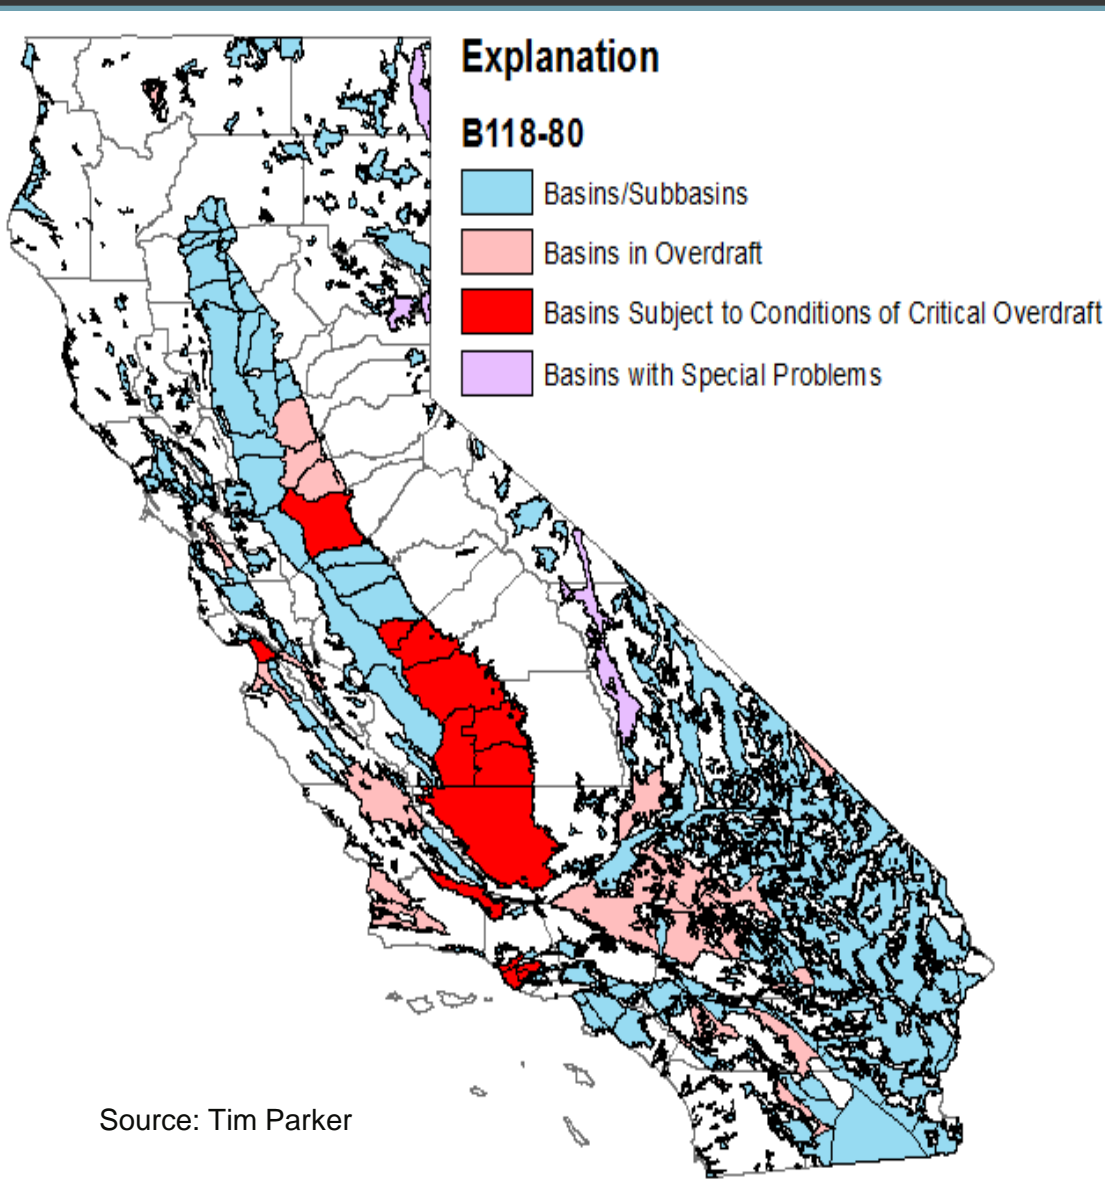 Explanation
B118-80
Basins/Subbasins
Basins in Overdraft
Basins Subject to Conditions of Critical Overdraft
Basins with Special Problems
Source: Tim Parker